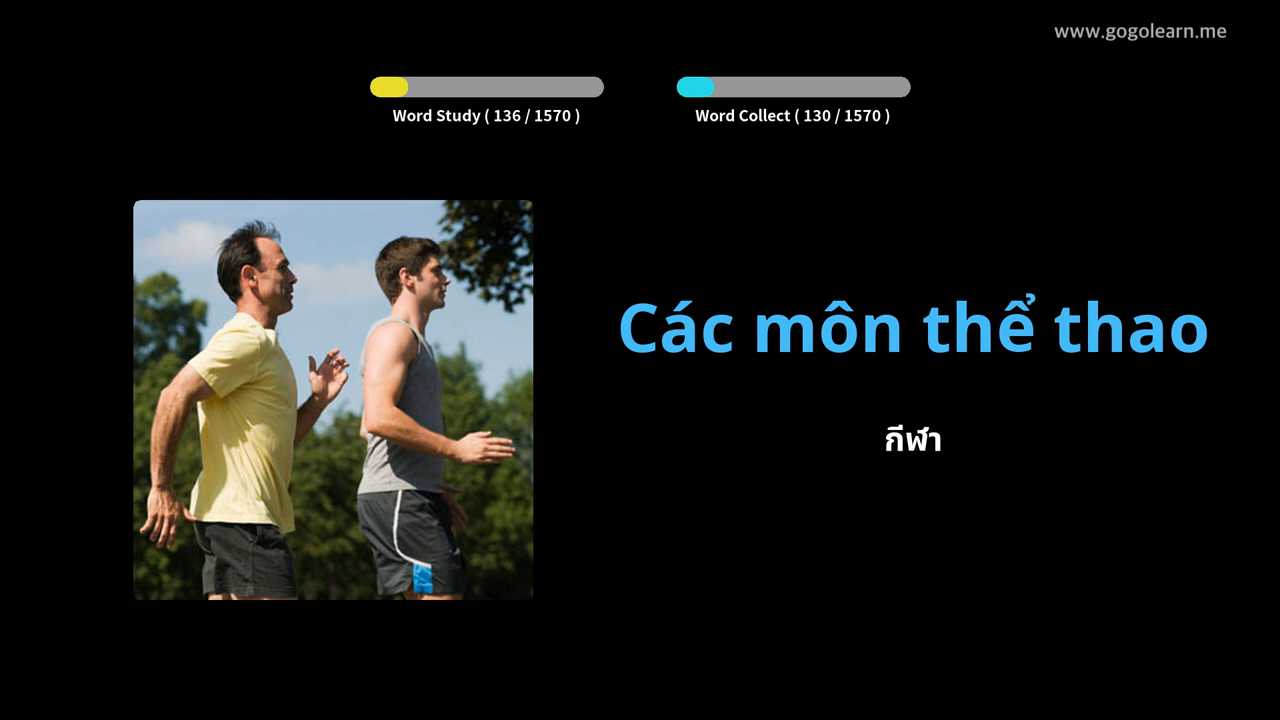 www.gogolearn.me
Word Study ( 136 / 1570 )
Word Collect ( 130 / 1570 )
Các môn thể thao
กีฬา